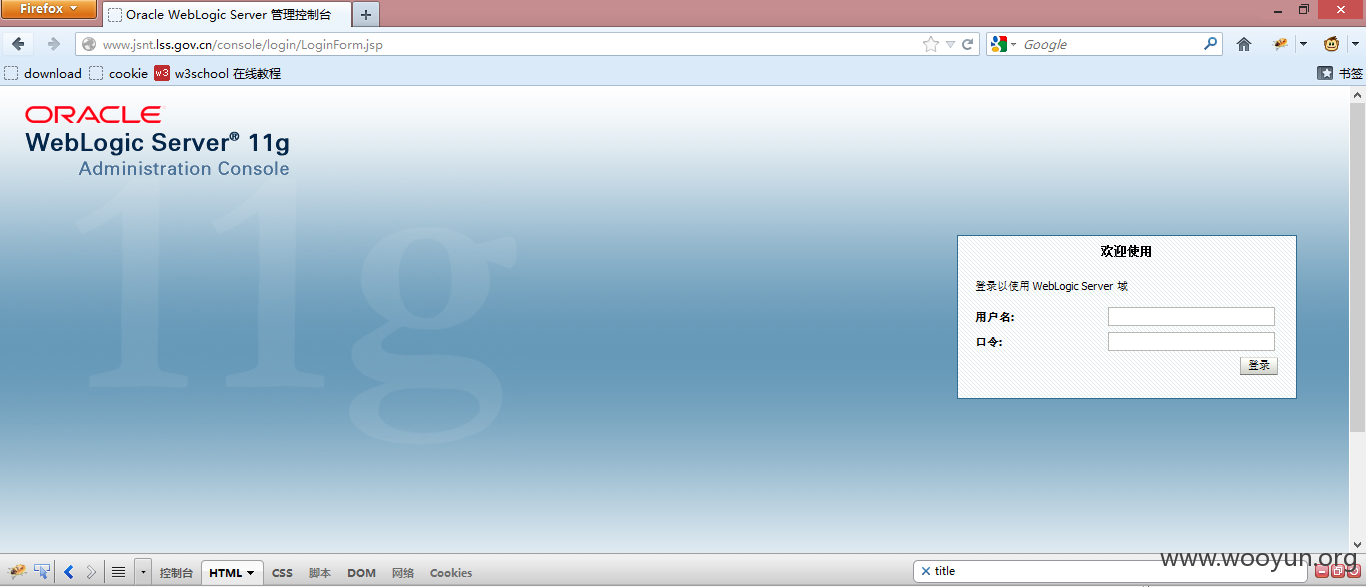 Firefox
Oracle WebLogic Server 管理控制台
www.jsnt.lss.gov.cn/console/login/LoginForm.jsp
Google
download cookie w3 w3school 在线教程 书签
ORACLE
WebLogic Server® 11g
Administration Console
11g
欢迎使用
登录以使用 WebLogic Server 域
用户名:
口令:
登录
www.wooyun.org
控制台 HTML CSS 脚本 DOM 网络 Cookies title